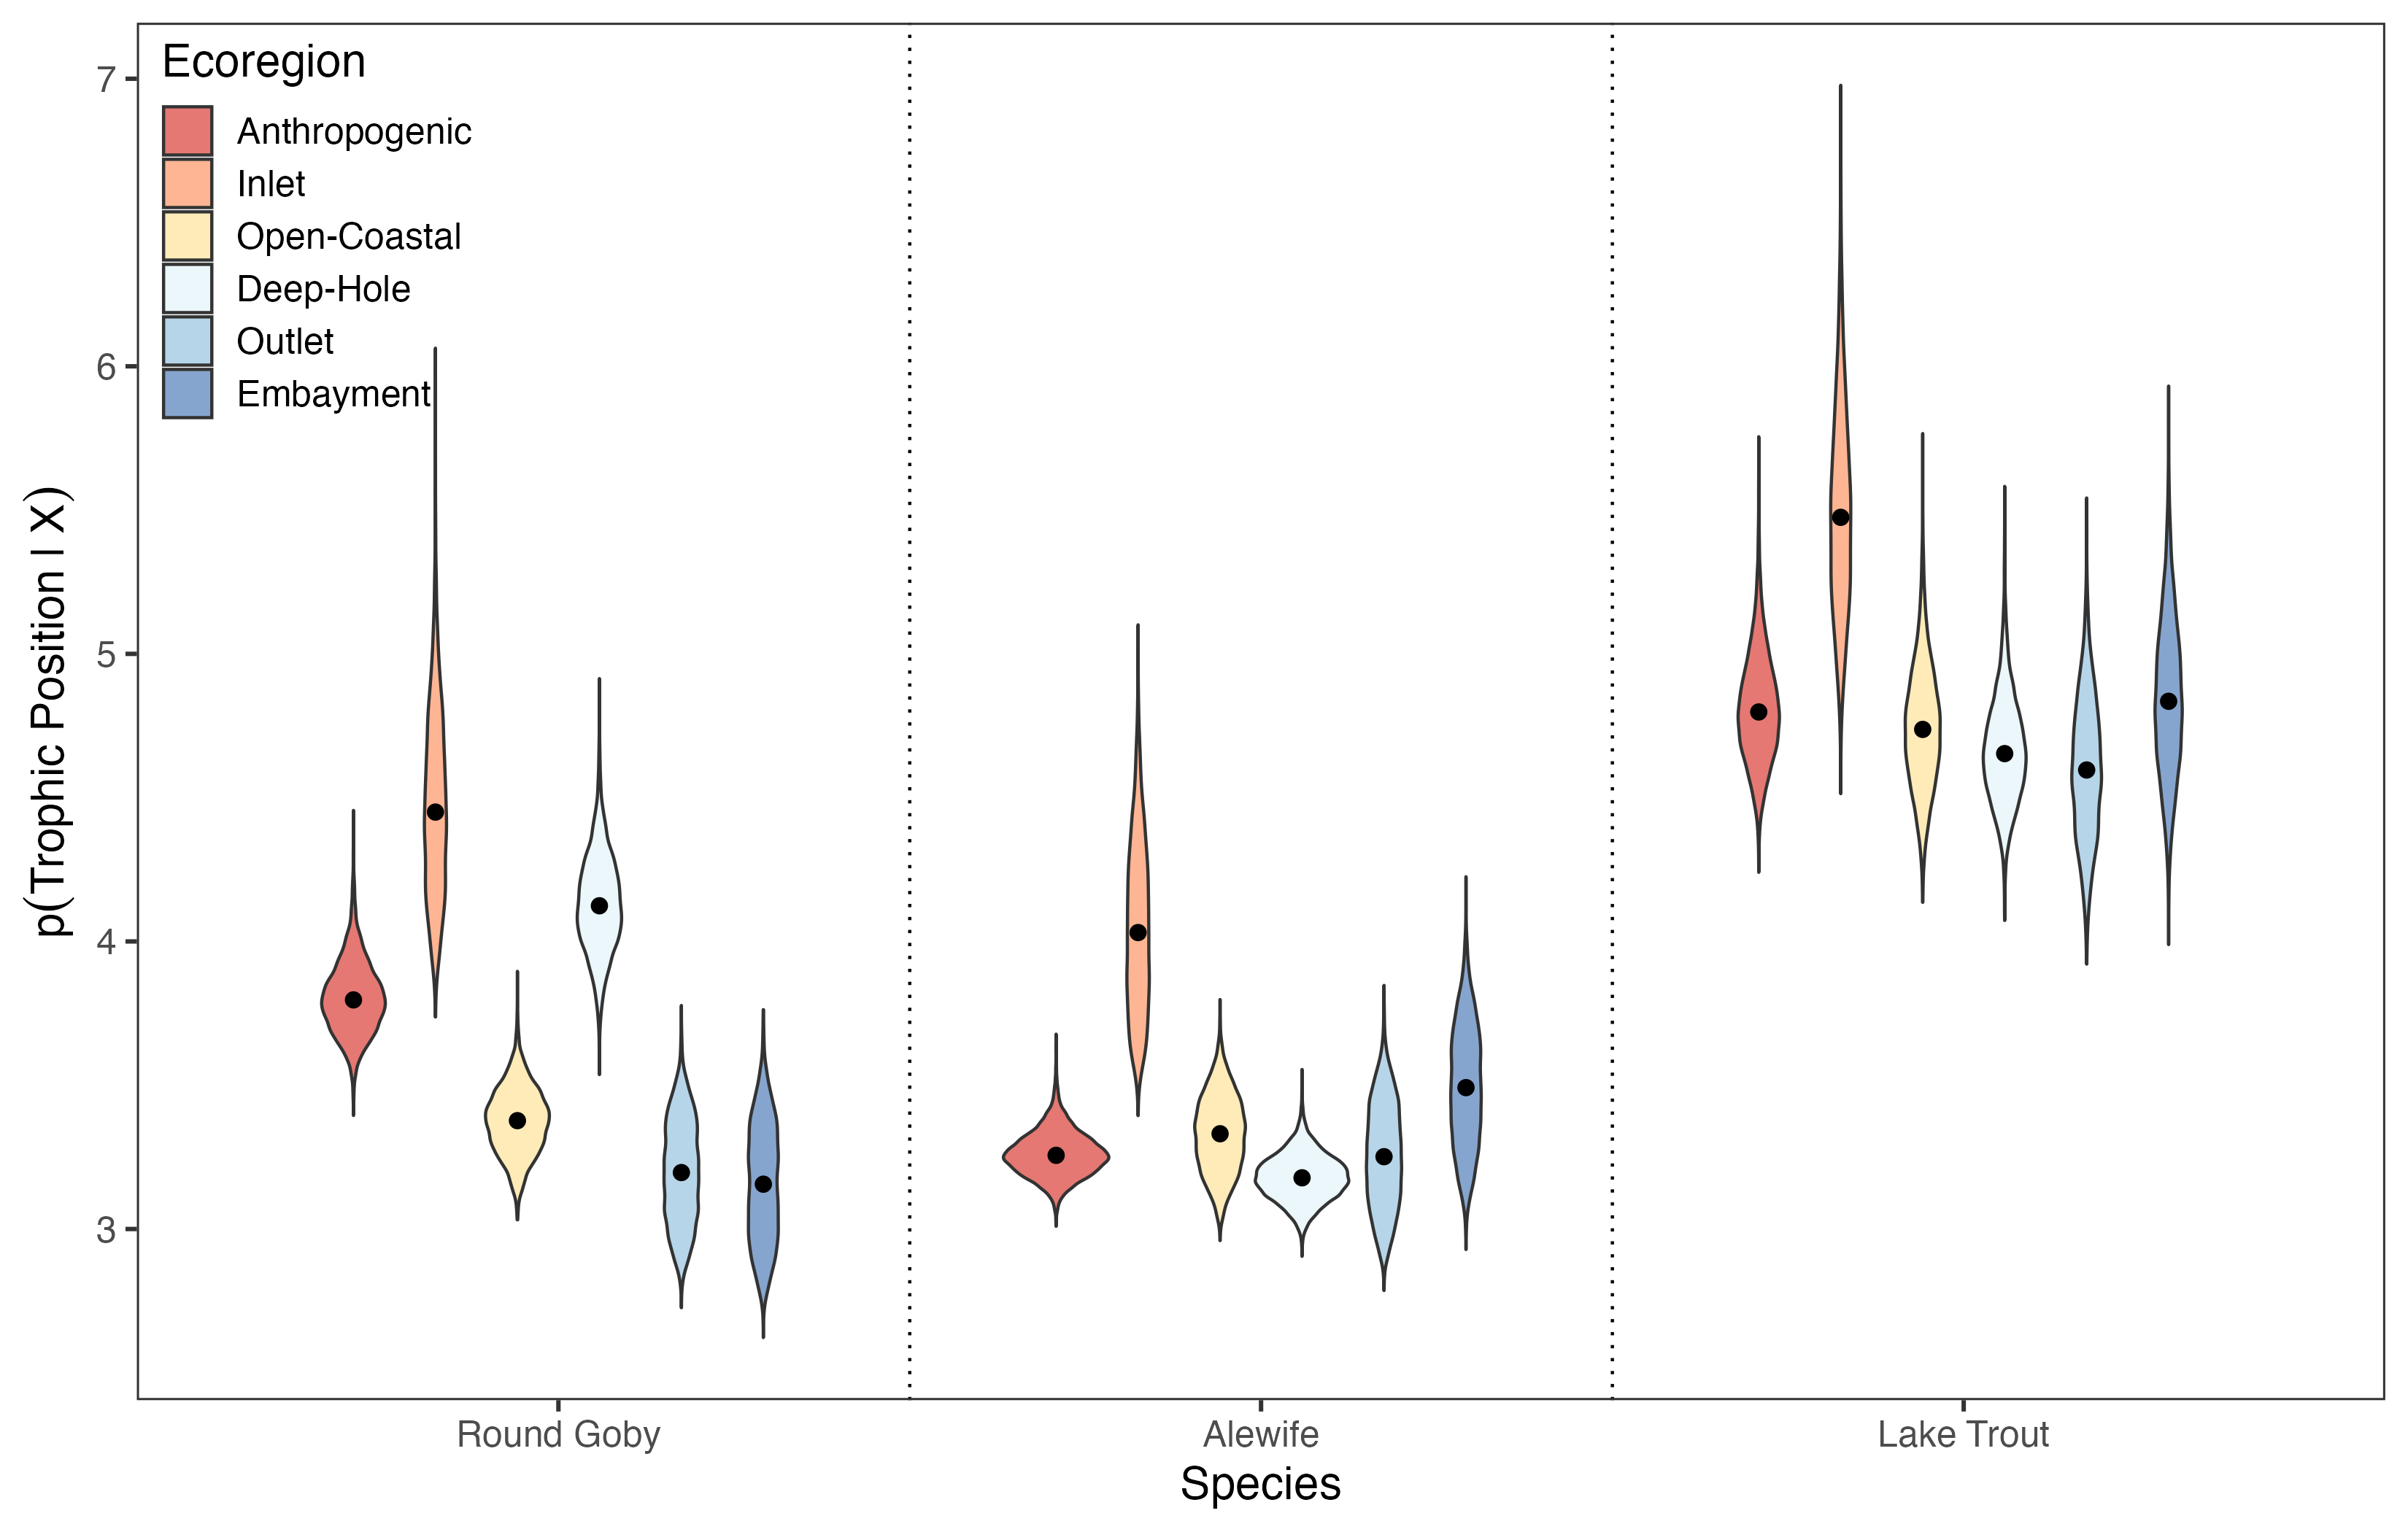 Ecoregion
Anthropogenic
Inlet
Open-Coastal
Deep-Hole
Outlet
Embayment
7
6
5
4
3
p(Trophic Position | X)
Round Goby
Alewife
Lake Trout
Species